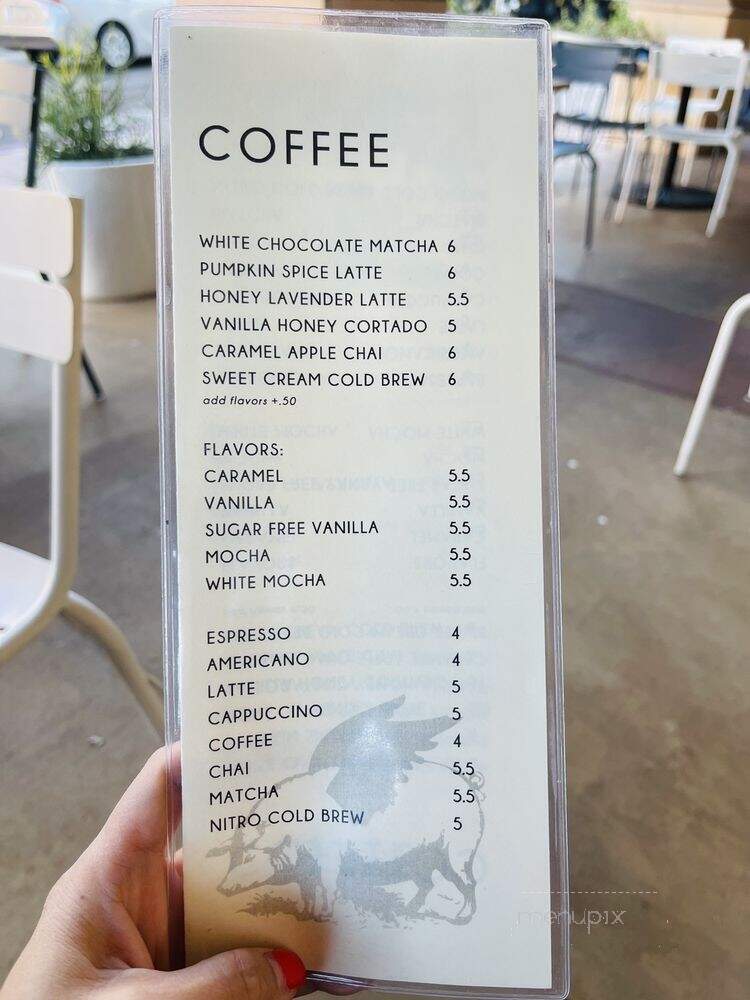 COFFEE
WHITE CHOCOLATE MATCHA 6
PUMPKIN SPICE LATTE 6
HONEY LAVENDER LATTE 5.5
VANILLA HONEY CORTADO 5
CARAMEL APPLE CHAI 6
SWEET CREAM COLD BREW 6
add flavors +.50
FLAVORS:
CARAMEL 5.5
VANILLA 5.5
SUGAR FREE VANILLA 5.5
MOCHA 5.5
WHITE MOCHA 5.5
ESPRESSO 4
AMERICANO 4
LATTE 5
CAPPUCCINO 5
COFFEE 4
CHAI 5.5
MATCHA 5.5
NITRO COLD BREW 5
menupix